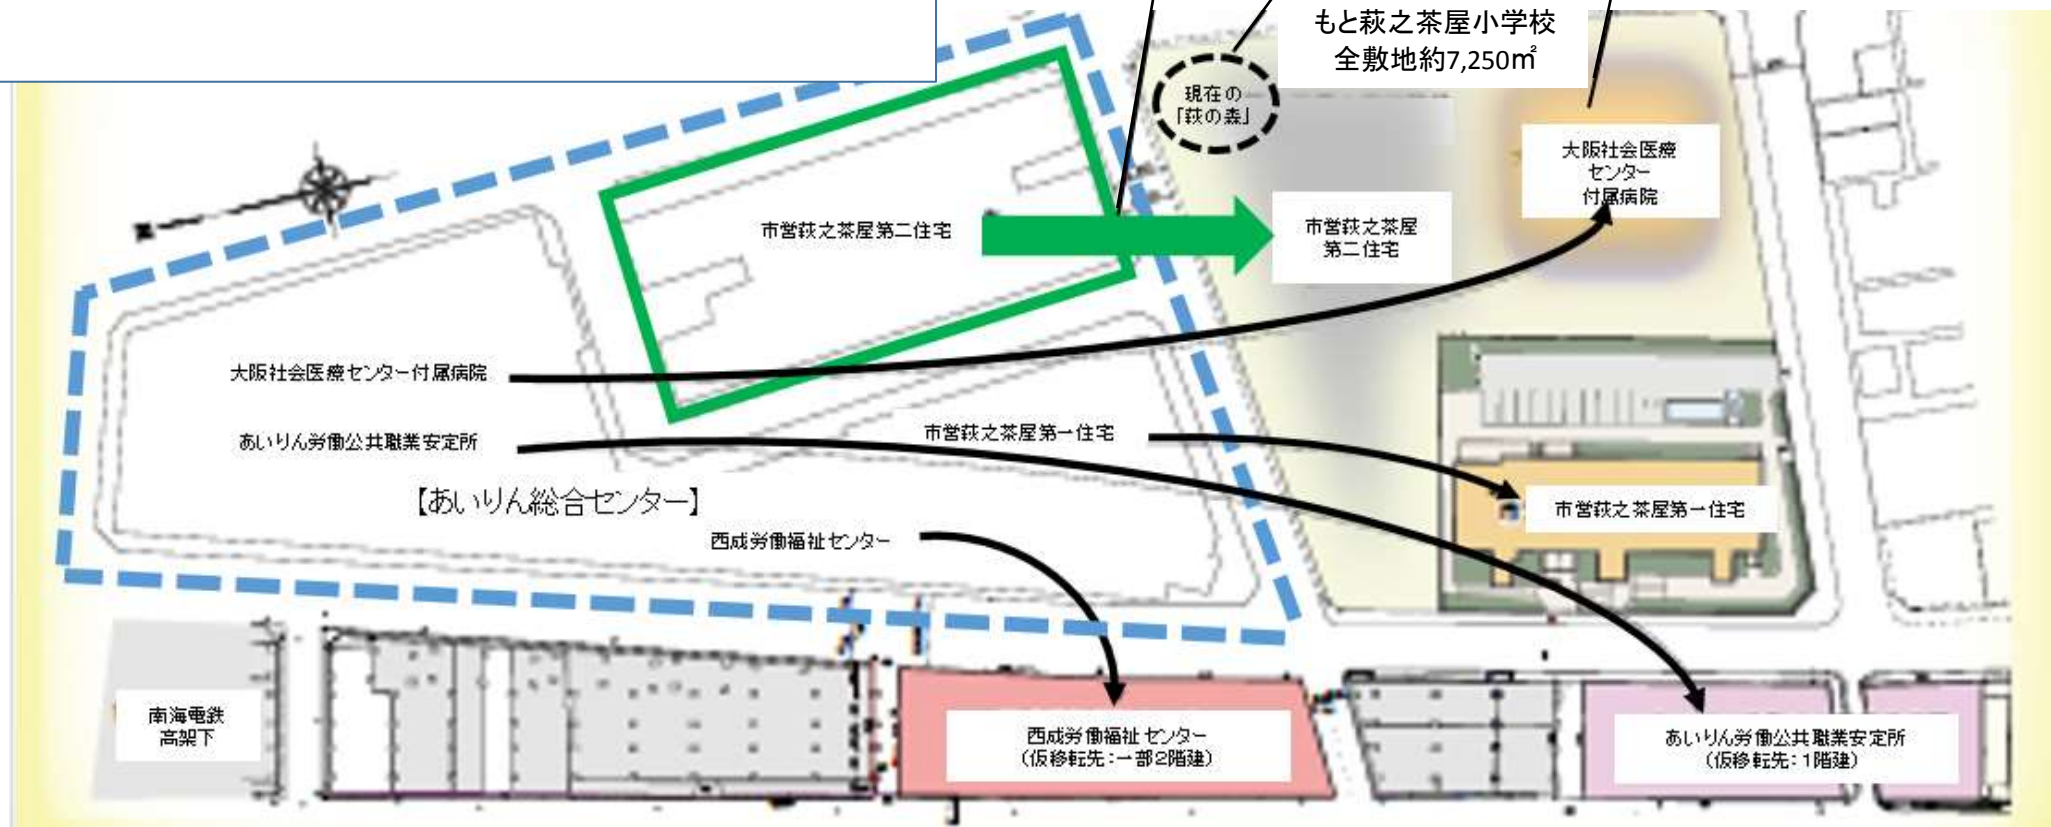 もと萩之茶屋小学校
全敷地約7,250㎡
現在の
「萩の森」
大阪社会医療
センター
付属病院
市営萩之茶屋第二住宅
市営萩之茶屋
第二住宅
大阪社会医療センター付属病院
あいりん労働公共職業安定所
市営萩之茶屋第一住宅
【あいりん総合センター】
市営萩之茶屋第一住宅
西成労働福祉センター
南海電鉄
高架下
西成労働福祉センター
(仮移転先:一部2階建)
あいりん労働公共職業安定所
(仮移転先:1階建)